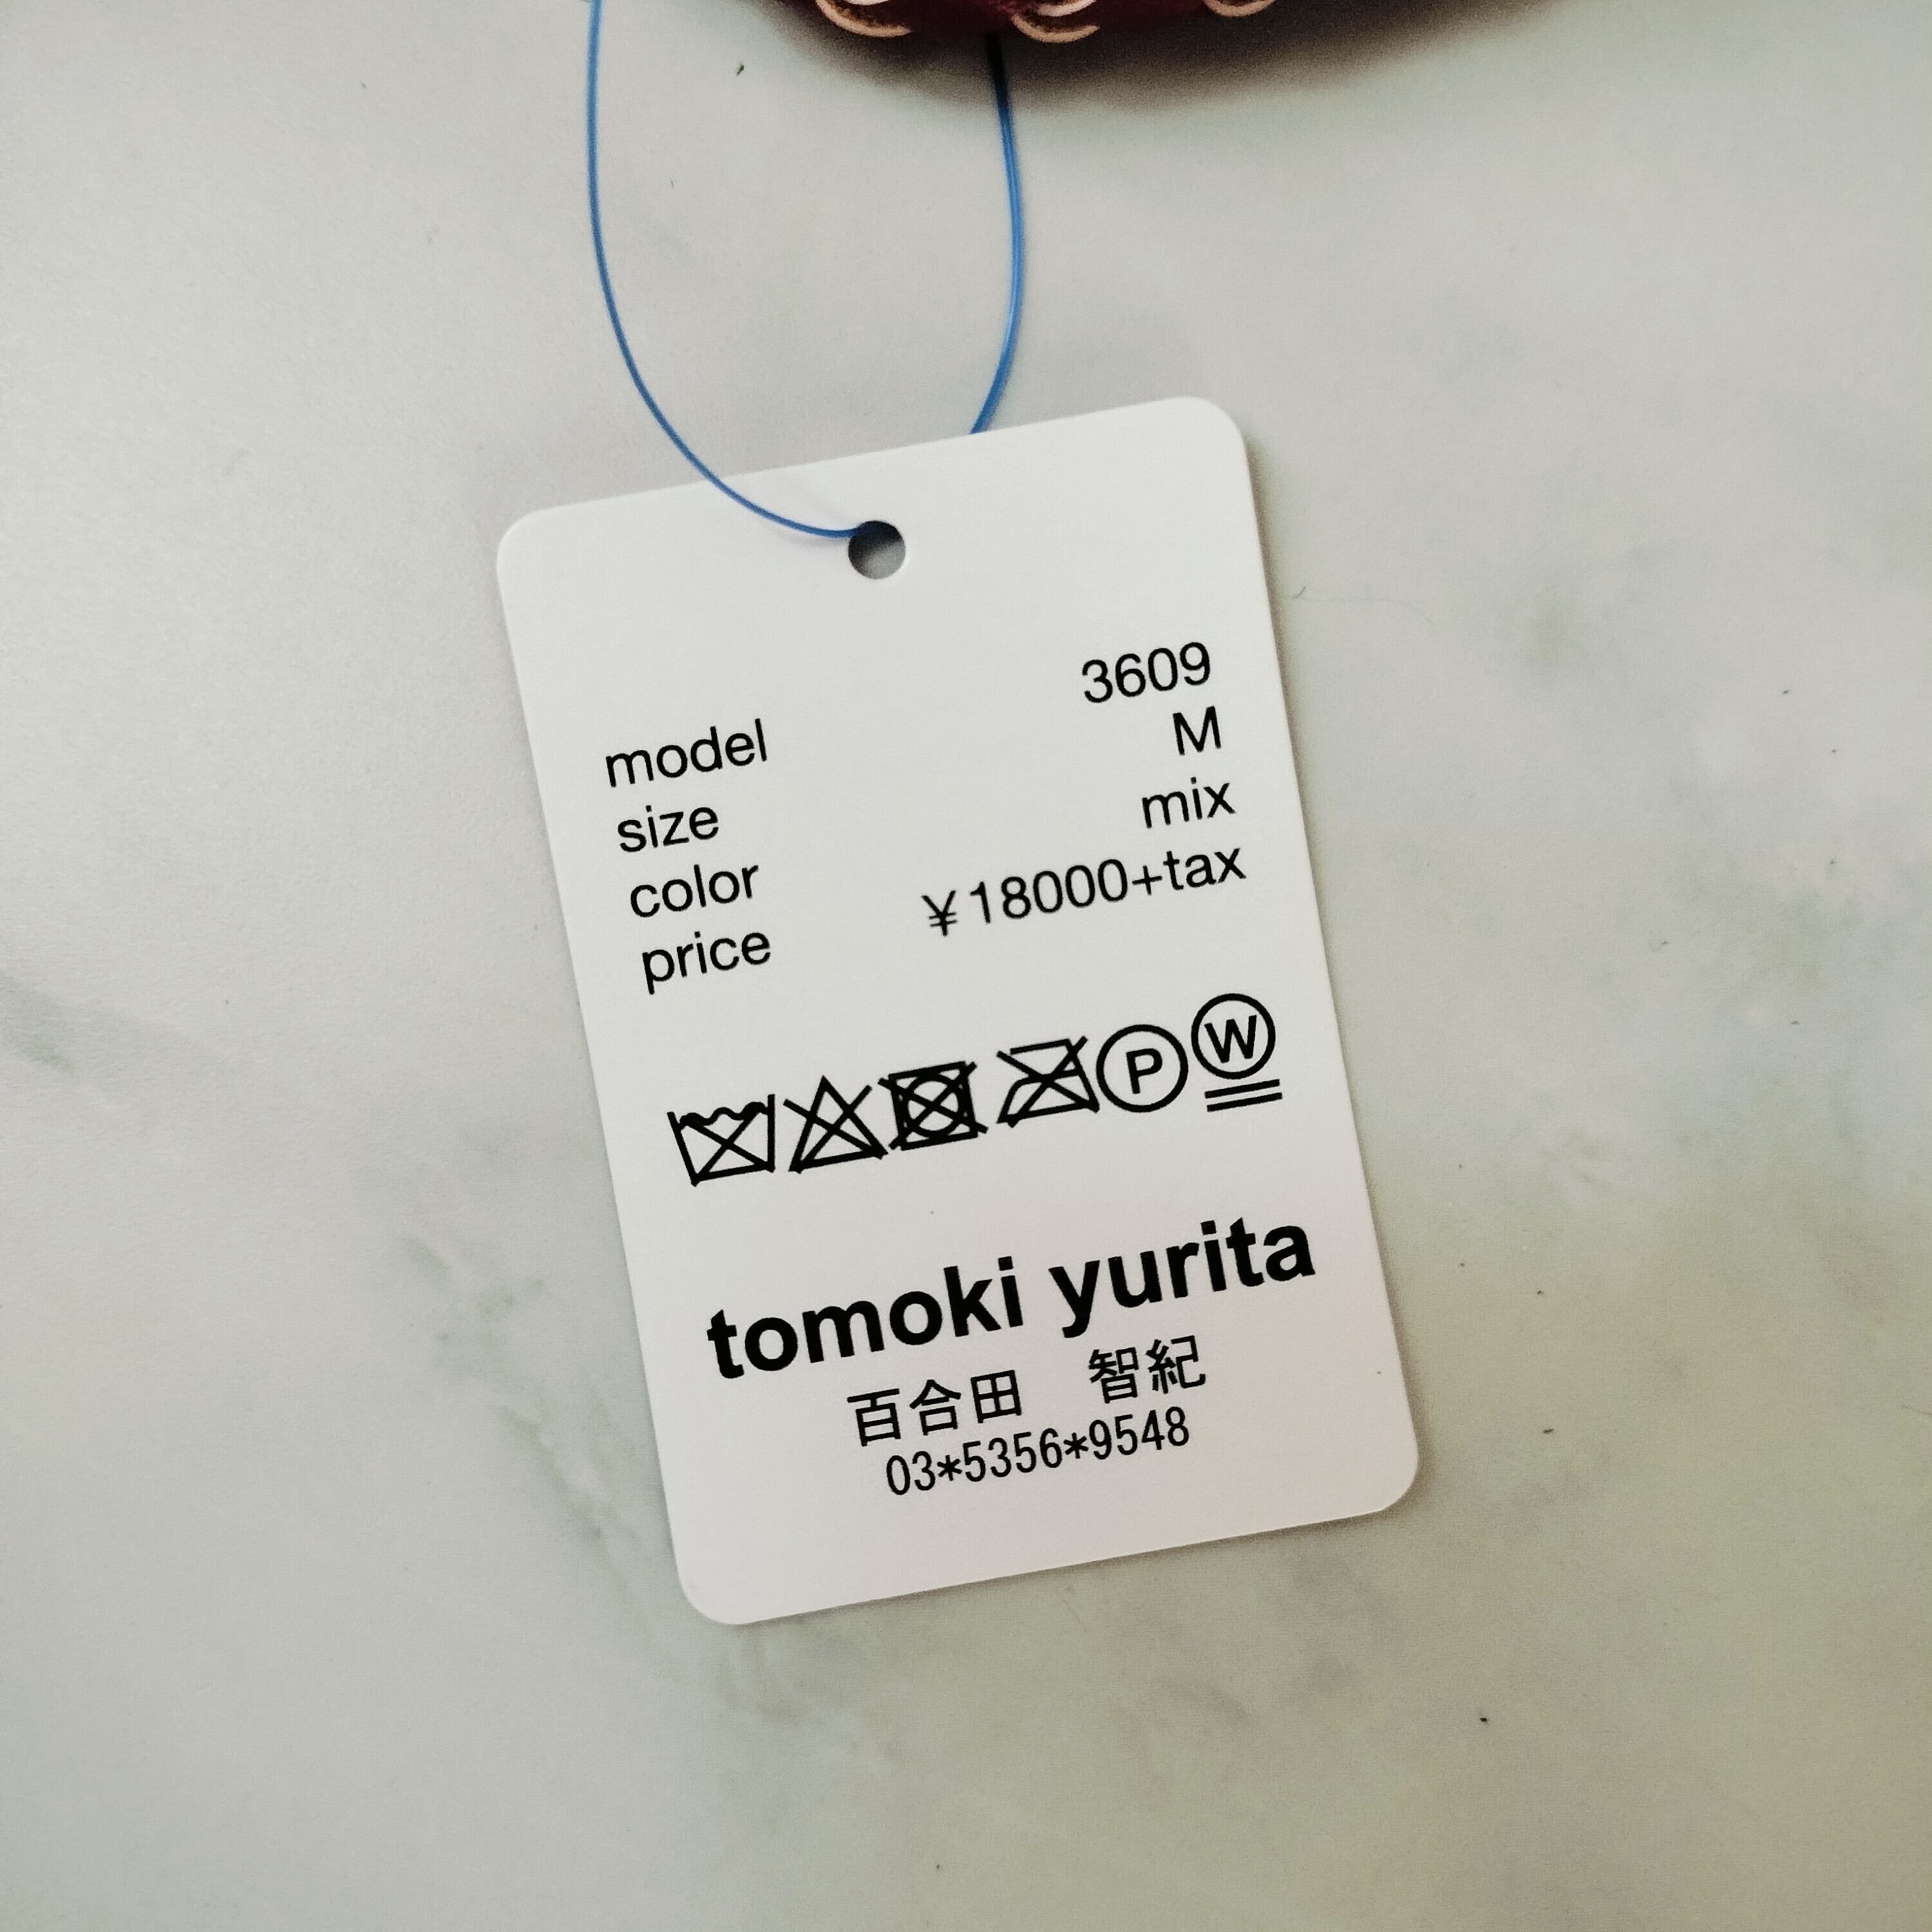 model 3609
size M
color mix
price ¥18000+tax
P W
tomoki yurita
百合田　智紀
03*5356*9548